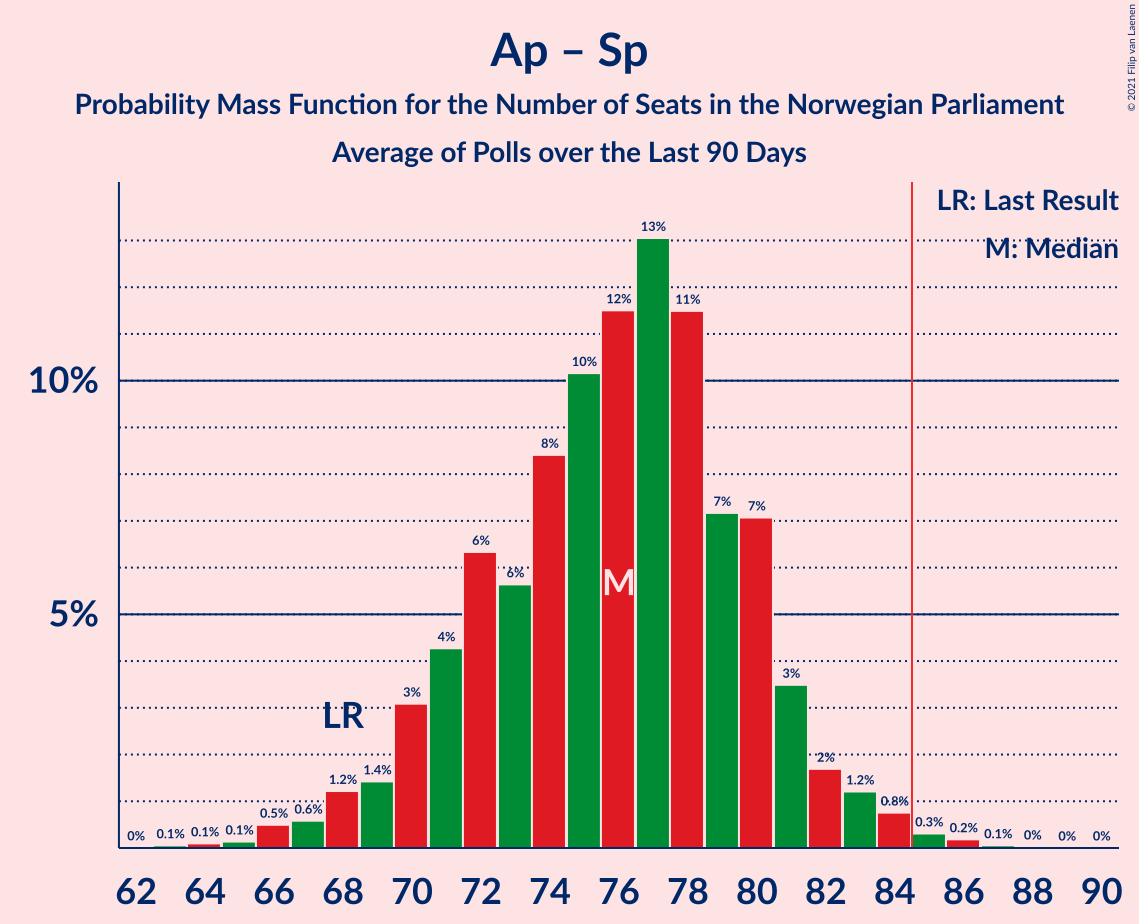 Ap – Sp
Probability Mass Function for the Number of Seats in the Norwegian Parliament
Average of Polls over the Last 90 Days
© 2021 Filip van Laenen
LR: Last Result
M: Median
10%
5%
0% 0.1% 0.1% 0.1% 0.5% 0.6% 1.2% 1.4% 3% 4% 6% 6% 8% 10% 12% 13% 11% 7% 7% 3% 2% 1.2% 0.8% 0.3% 0.2% 0.1% 0% 0% 0%
LR
M
62 64 66 68 70 72 74 76 78 80 82 84 86 88 90